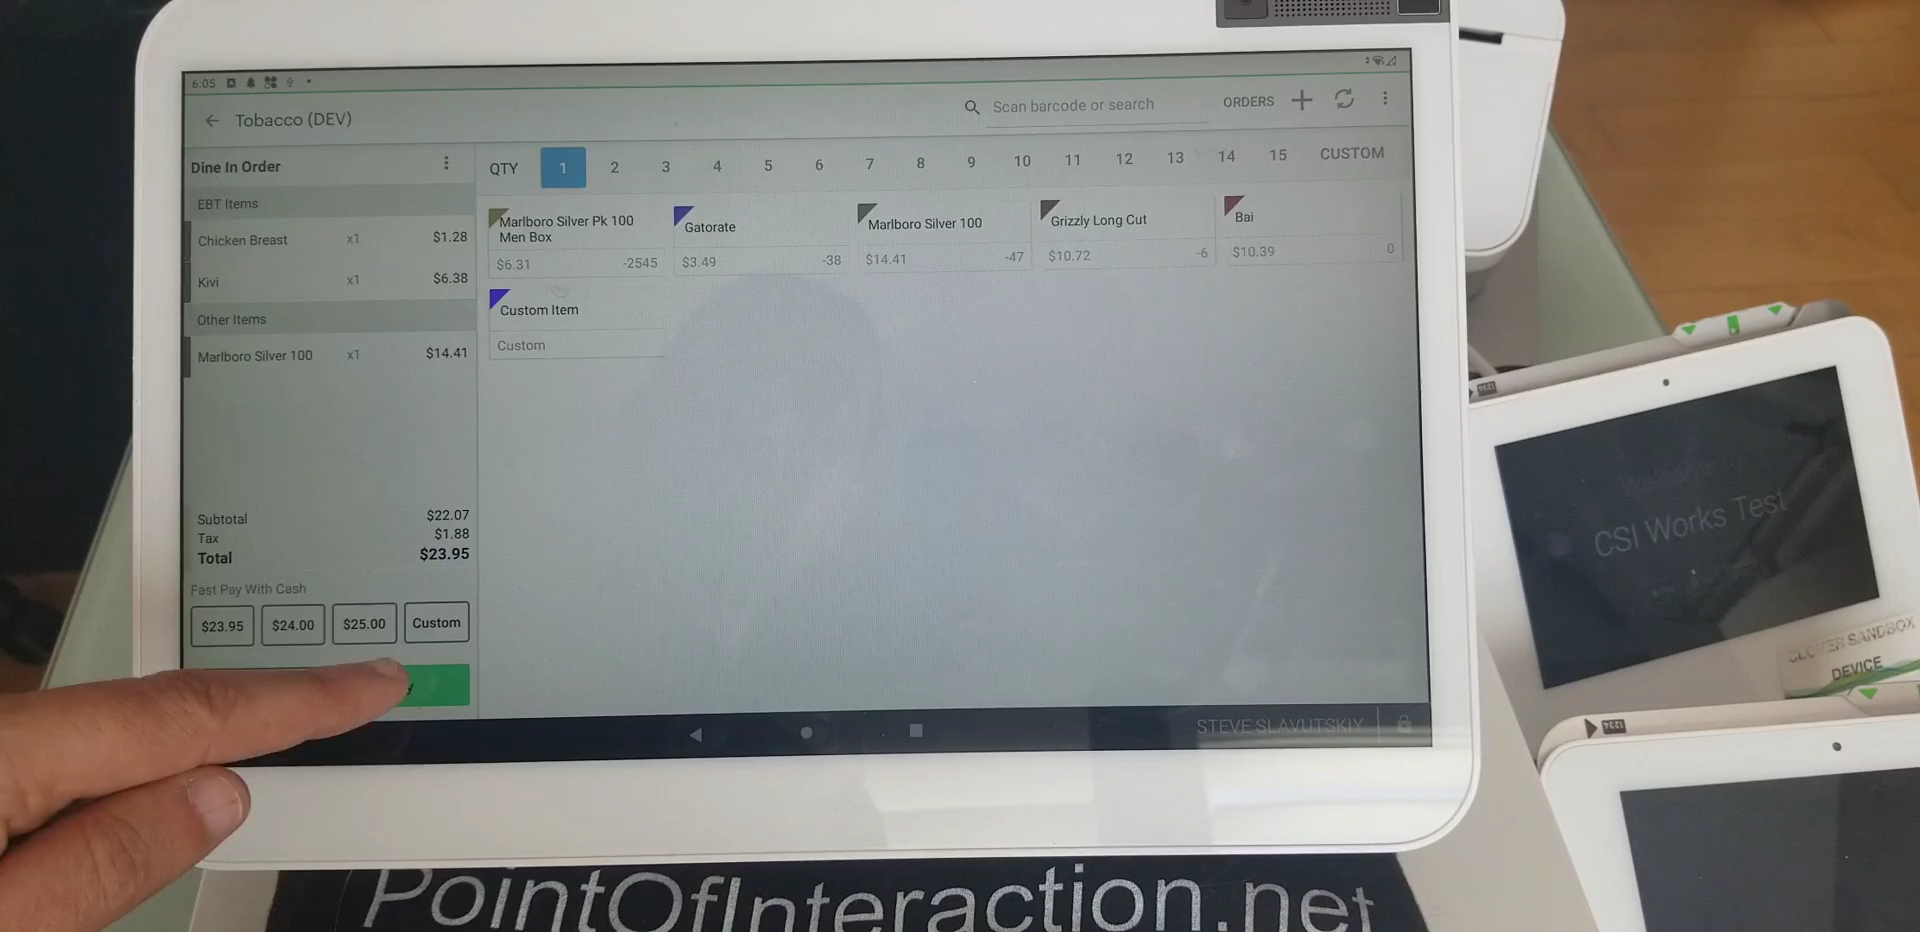 6:05
Tobacco (DEV)
Scan barcode or search
ORDERS
Dine In Order
QTY 1 2 3 4 5 6 7 8 9 10 11 12 13 14 15 CUSTOM
EBT Items
Chicken Breast x1 $1.28
Kivi x1 $6.38
Other Items
Marlboro Silver 100 x1 $14.41
Marlboro Silver Pk 100
Men Box
$6.31 -2545
Gatorate
$3.49 -38
Marlboro Silver 100
$14.41 -47
Grizzly Long Cut
$10.72 -6
Bai
$10.39 0
Custom Item
Custom
Subtotal $22.07
Tax $1.88
Total $23.95
Fast Pay With Cash
$23.95 $24.00 $25.00 Custom
STEVE SLAVUTSKIY
CSI Works Test
CLOVER SANDBOX
DEVICE
1234
1234
PointOfInteraction.net